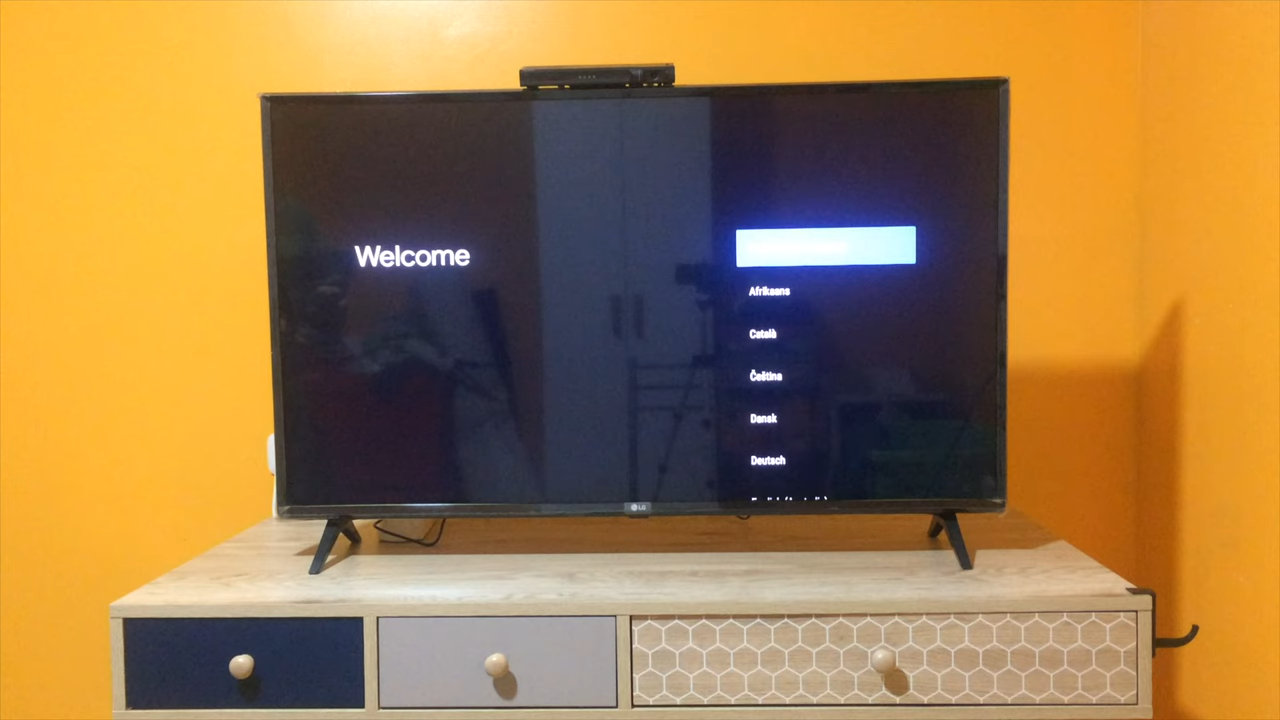 Welcome
Afrikaans
Català
Čeština
Dansk
Deutsch
LG